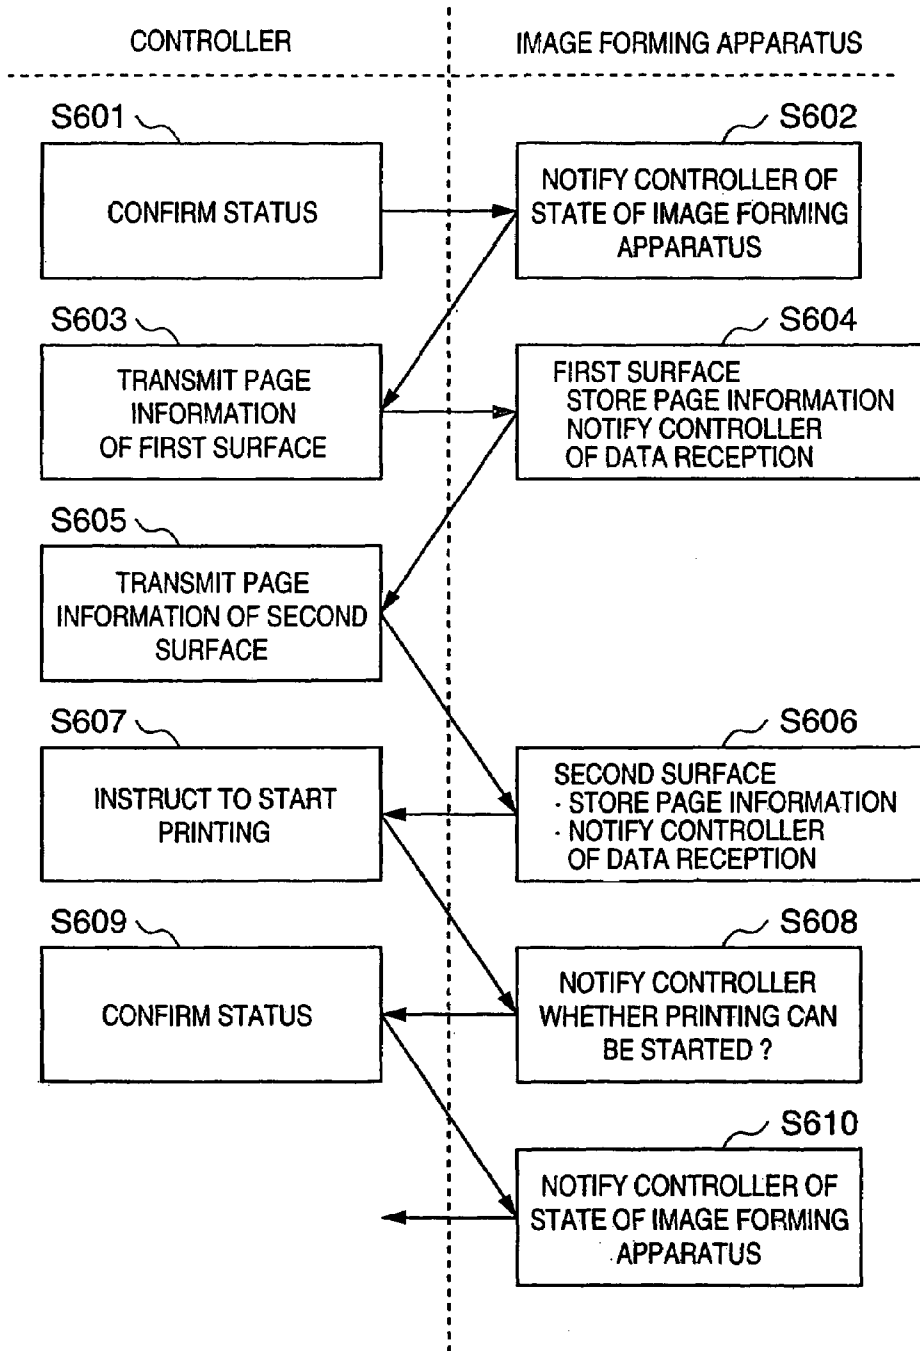 CONTROLLER
IMAGE FORMING APPARATUS
S601
CONFIRM STATUS
S602
NOTIFY CONTROLLER OF
STATE OF IMAGE FORMING
APPARATUS
S603
TRANSMIT PAGE
INFORMATION
OF FIRST SURFACE
S604
FIRST SURFACE
STORE PAGE INFORMATION
NOTIFY CONTROLLER
OF DATA RECEPTION
S605
TRANSMIT PAGE
INFORMATION OF SECOND
SURFACE
S606
SECOND SURFACE
· STORE PAGE INFORMATION
· NOTIFY CONTROLLER
OF DATA RECEPTION
S607
INSTRUCT TO START
PRINTING
S608
NOTIFY CONTROLLER
WHETHER PRINTING CAN
BE STARTED ?
S609
CONFIRM STATUS
S610
NOTIFY CONTROLLER OF
STATE OF IMAGE FORMING
APPARATUS